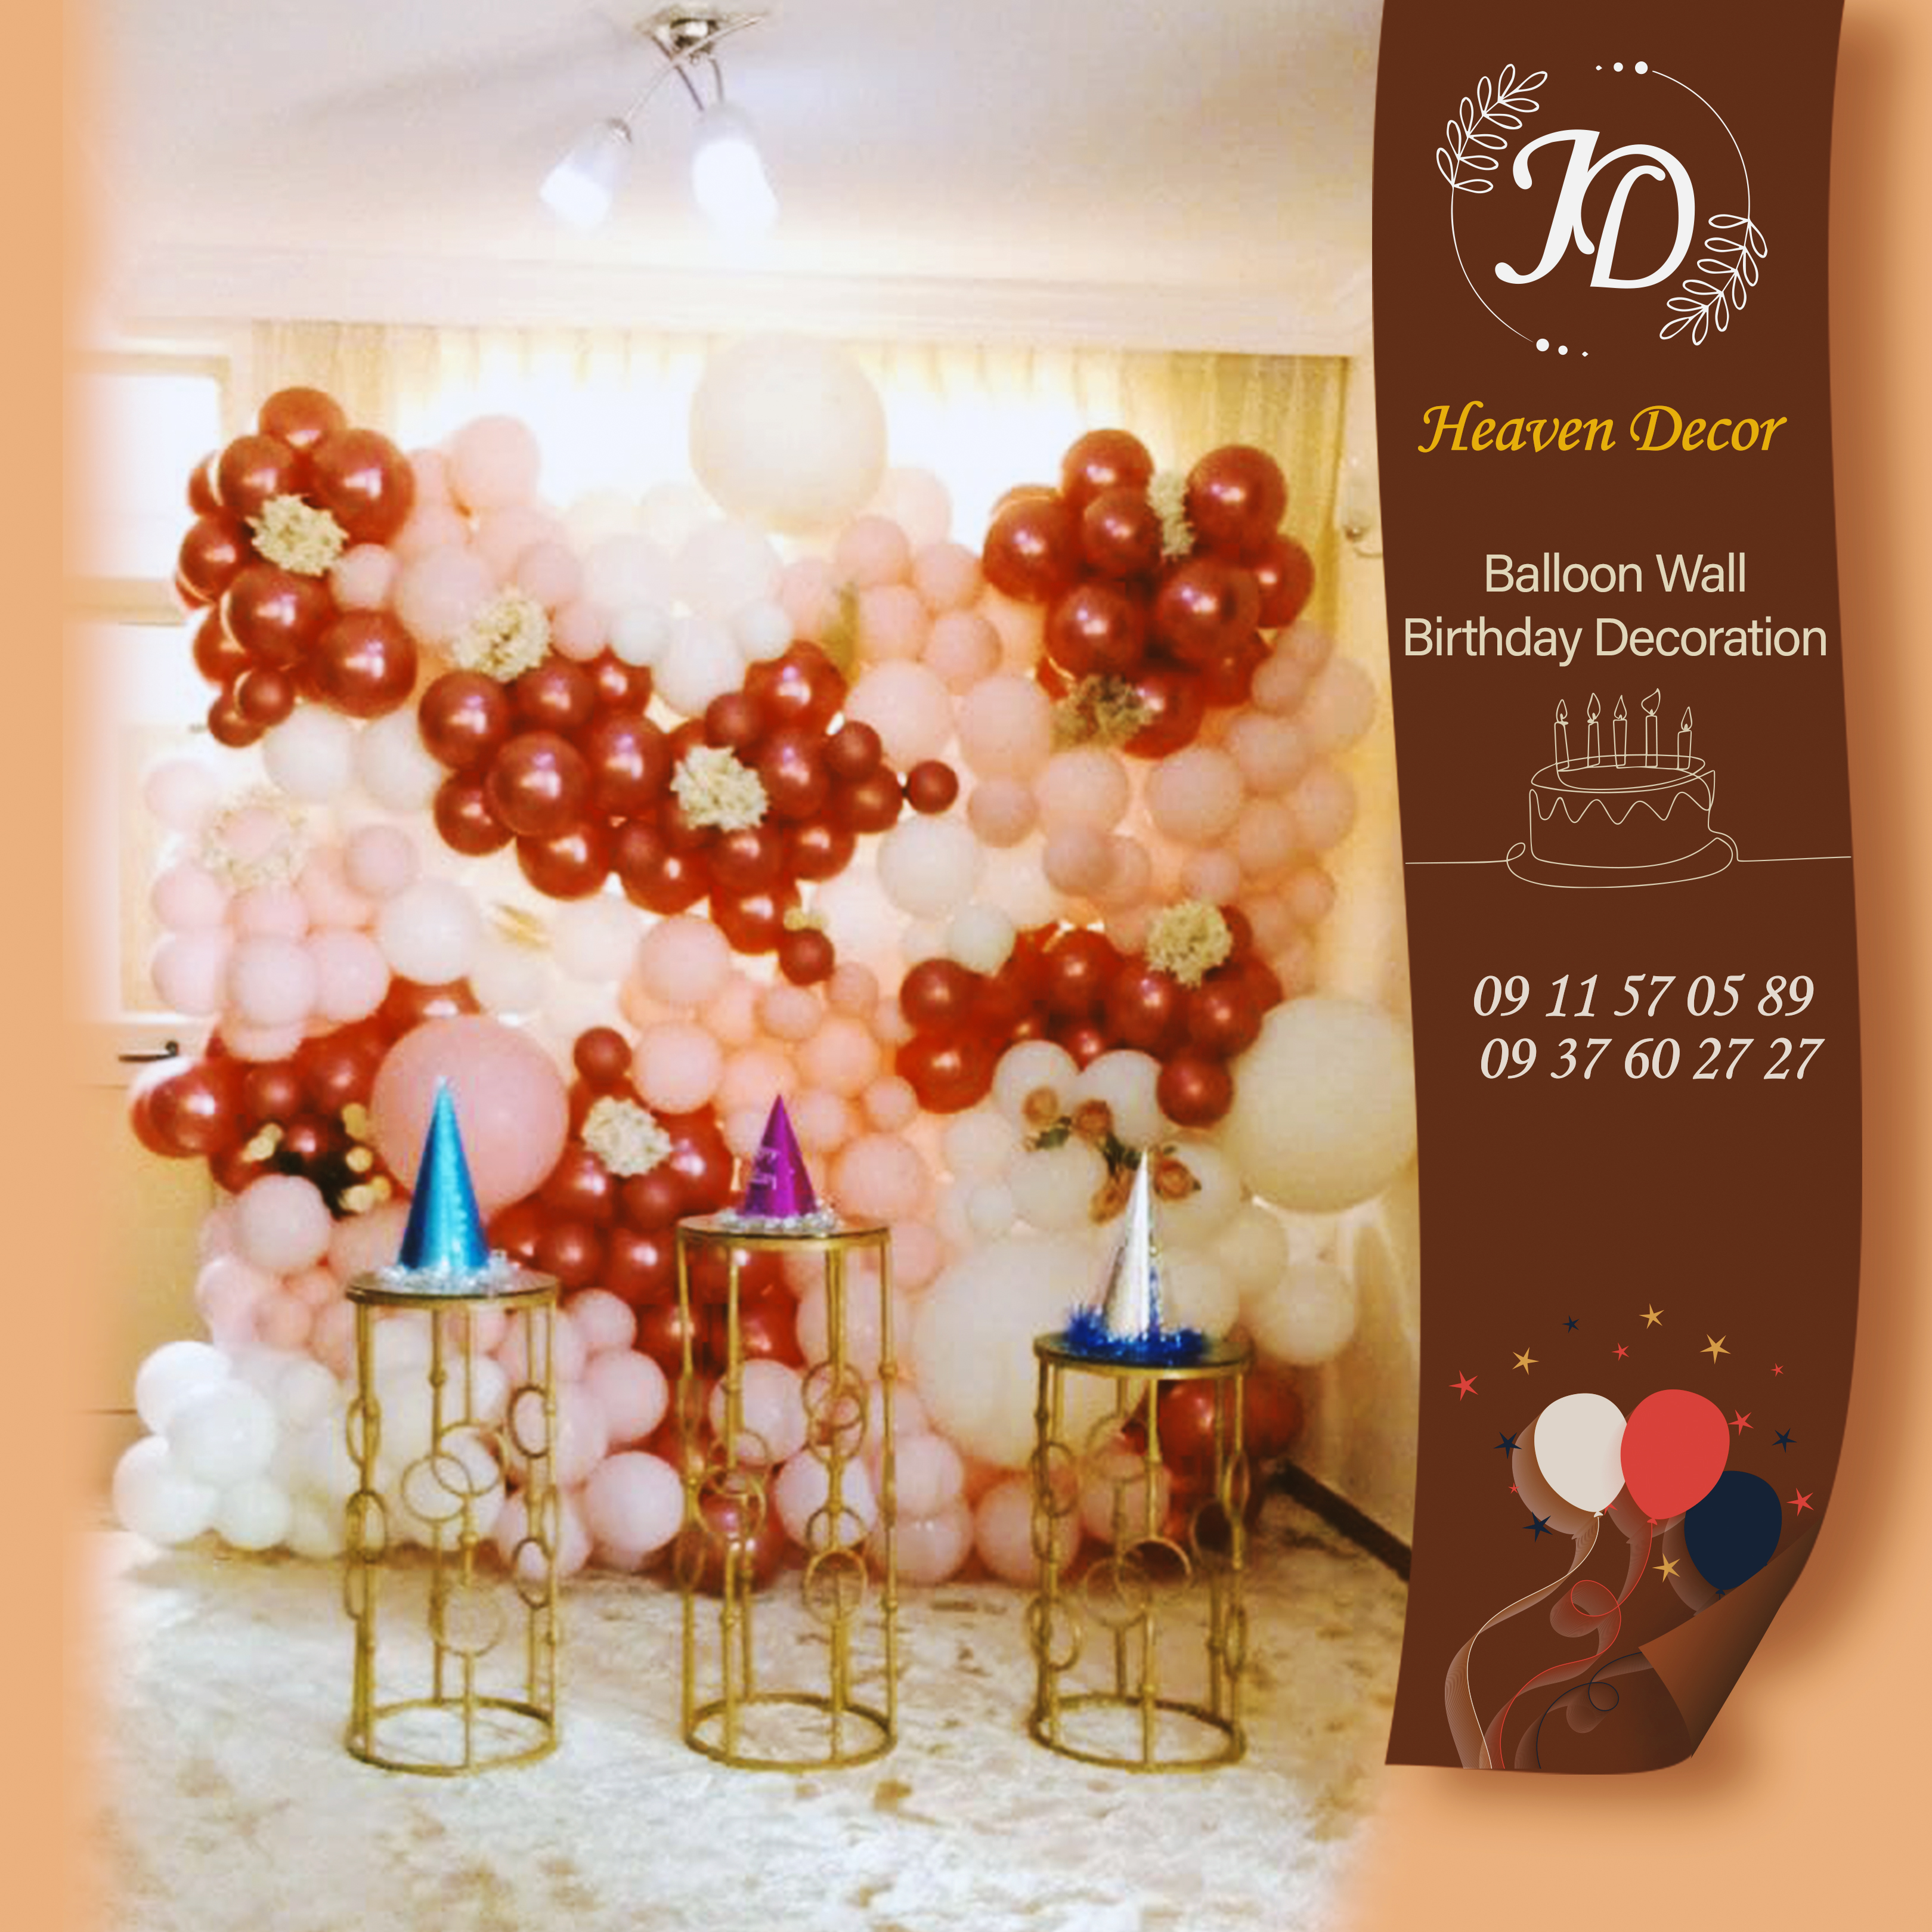 JD
Heaven Decor
Balloon Wall
Birthday Decoration
09 11 57 05 89
09 37 60 27 27